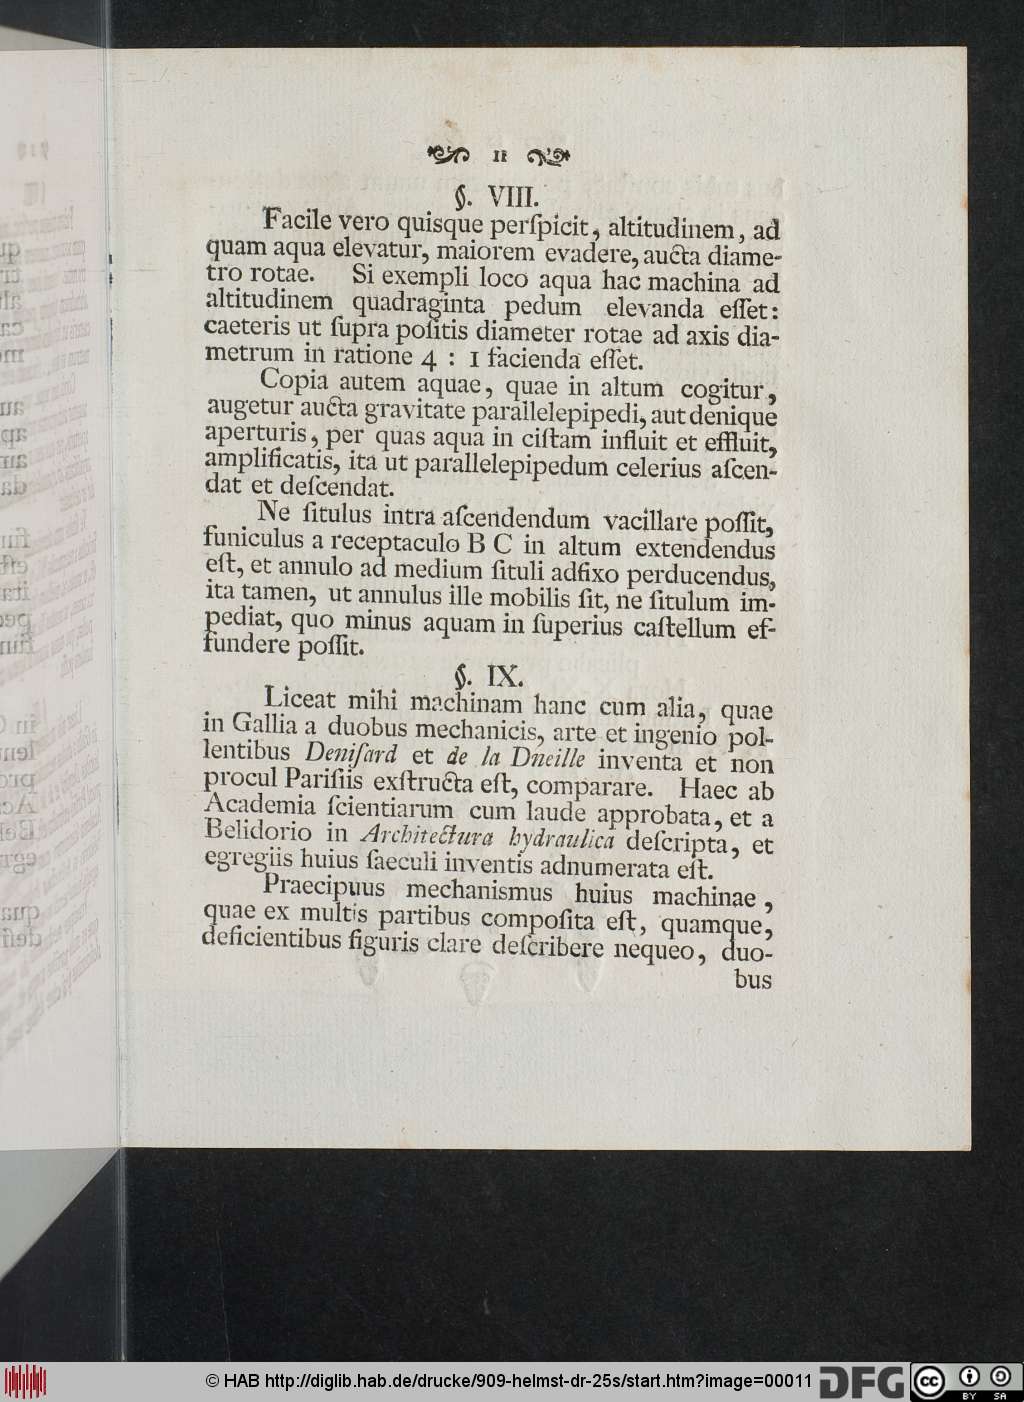 11
§. VIII.
Facile vero quisque perſpicit, altitudinem, ad
quam aqua elevatur, maiorem evadere, aucta diame-
tro rotae. Si exempli loco aqua hac machina ad
altitudinem quadraginta pedum elevanda eſſet:
caeteris ut ſupra poſitis diameter rotae ad axis dia-
metrum in ratione 4 : 1 facienda eſſet.
Copia autem aquae, quae in altum cogitur,
augetur aucta gravitate parallelepipedi, aut denique
aperturis, per quas aqua in ciſtam influit et effluit,
amplificatis, ita ut parallelepipedum celerius aſcen-
dat et deſcendat.
Ne ſitulus intra aſcendendum vacillare poſſit,
funiculus a receptaculo B C in altum extendendus
eſt, et annulo ad medium ſituli adfixo perducendus,
ita tamen, ut annulus ille mobilis ſit, ne ſitulum im-
pediat, quo minus aquam in ſuperius caſtellum ef-
fundere poſſit.
§. IX.
Liceat mihi machinam hanc cum alia, quae
in Gallia a duobus mechanicis, arte et ingenio pol-
lentibus Deniſard et de la Dneille inventa et non
procul Pariſiis exſtructa eſt, comparare. Haec ab
Academia ſcientiarum cum laude approbata, et a
Belidorio in Architectura hydraulica deſcripta, et
egregiis huius ſaeculi inventis adnumerata eſt.
Praecipuus mechanismus huius machinae,
quae ex multis partibus compoſita eſt, quamque,
deficientibus figuris clare deſcribere nequeo, duo-
bus
© HAB http://diglib.hab.de/drucke/909-helmst-dr-25s/start.htm?image=00011
DFG
cc
BY SA